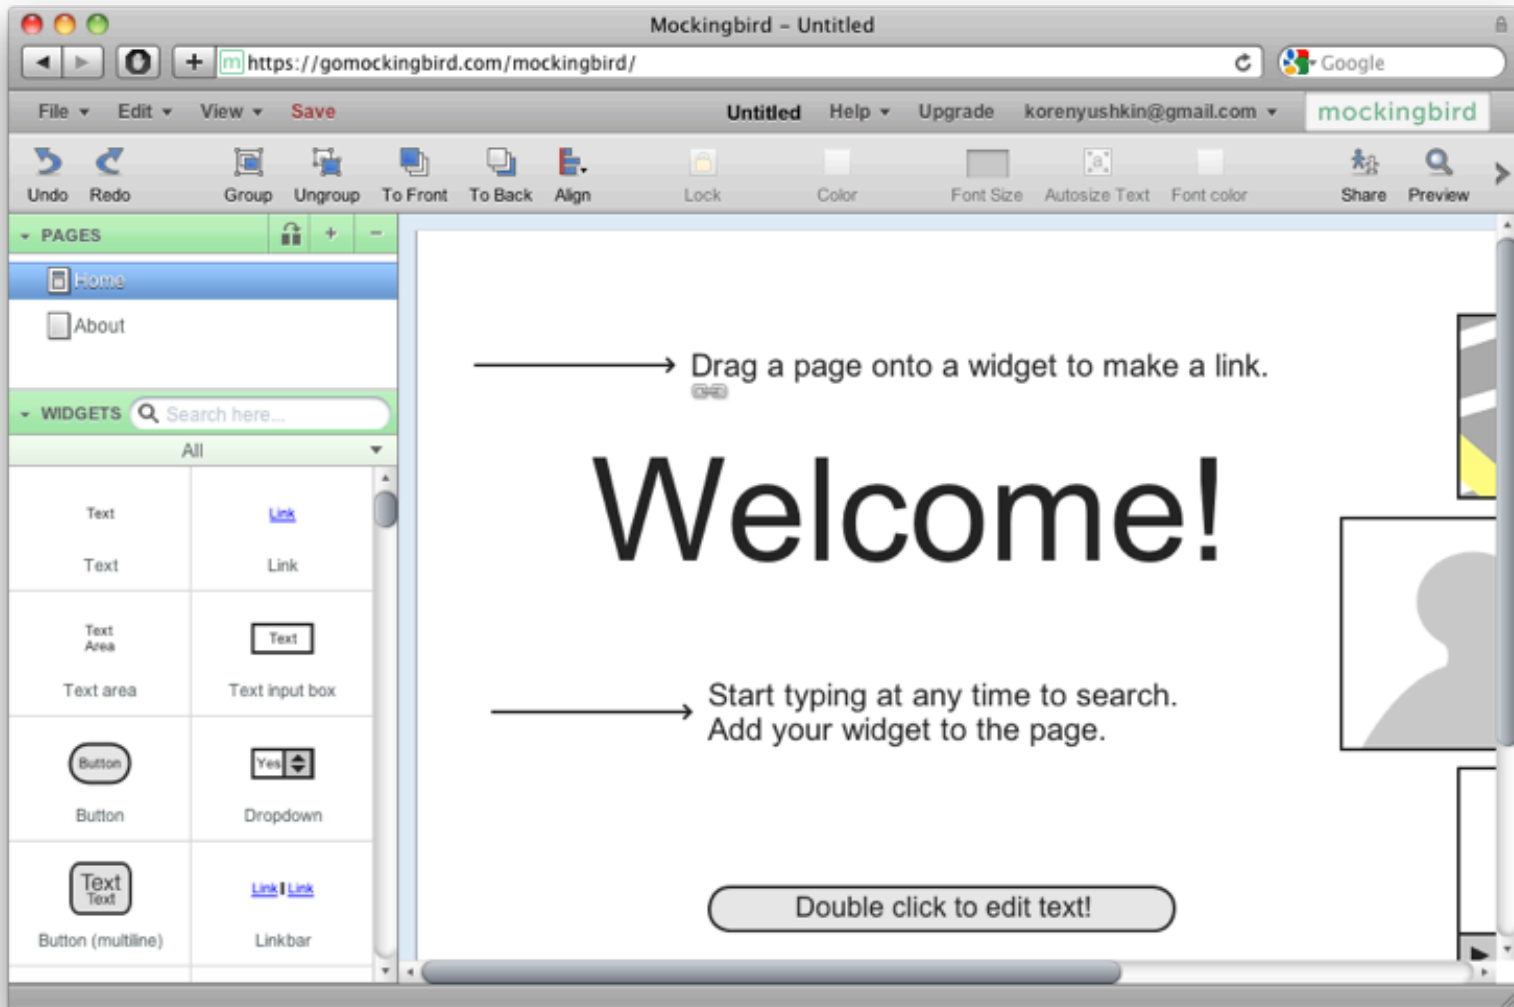 Mockingbird – Untitled
+ m https://gomockingbird.com/mockingbird/ Google
File Edit View Save Untitled Help Upgrade korenyushkin@gmail.com mockingbird
Undo Redo Group Ungroup To Front To Back Align Lock Color Font Size Autosize Text Font color Share Preview
PAGES + −
Home
About
Drag a page onto a widget to make a link.
WIDGETS Search here...
All
Welcome!
Text Link
Text Link
Text
Area
Text
Text area Text input box
Start typing at any time to search.
Add your widget to the page.
Button Yes
Button Dropdown
Text
Text
Link Link
Button (multiline) Linkbar
Double click to edit text!